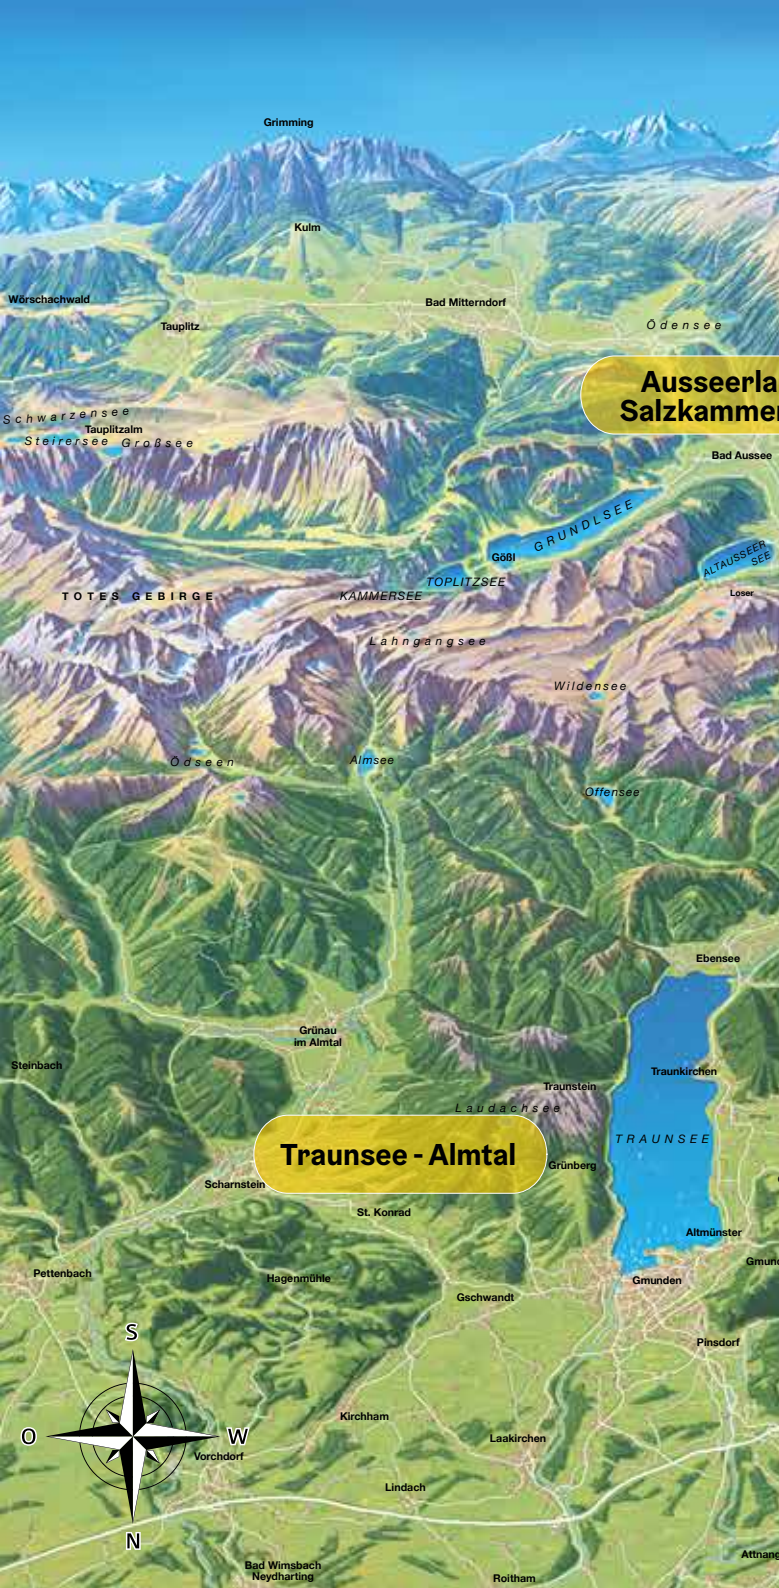 Grimming
Kulm
Wörschachwald
Bad Mitterndorf
Tauplitz
Ödensee
Ausseerla
Salzkammer
Schwarzensee
Tauplitzalm
Steirersee
Großsee
Bad Aussee
GRUNDLSEE
Gößl
ALTAUSSEER
SEE
TOPLITZSEE
Loser
TOTES GEBIRGE
KAMMERSEE
Lahngangsee
Wildensee
Ödseen
Almsee
Offensee
Ebensee
Grünau
im Almtal
Steinbach
Traunkirchen
Traunstein
Laudachsee
TRAUNSEE
Traunsee - Almtal
Grünberg
Scharnstein
St. Konrad
Altmünster
Gmund
Pettenbach
Hagenmühle
Gmunden
Gschwandt
S
Pinsdorf
Kirchham
O
W
Laakirchen
Vorchdorf
Lindach
N
Attnang
Bad Wimsbach
Neydharting
Roitham